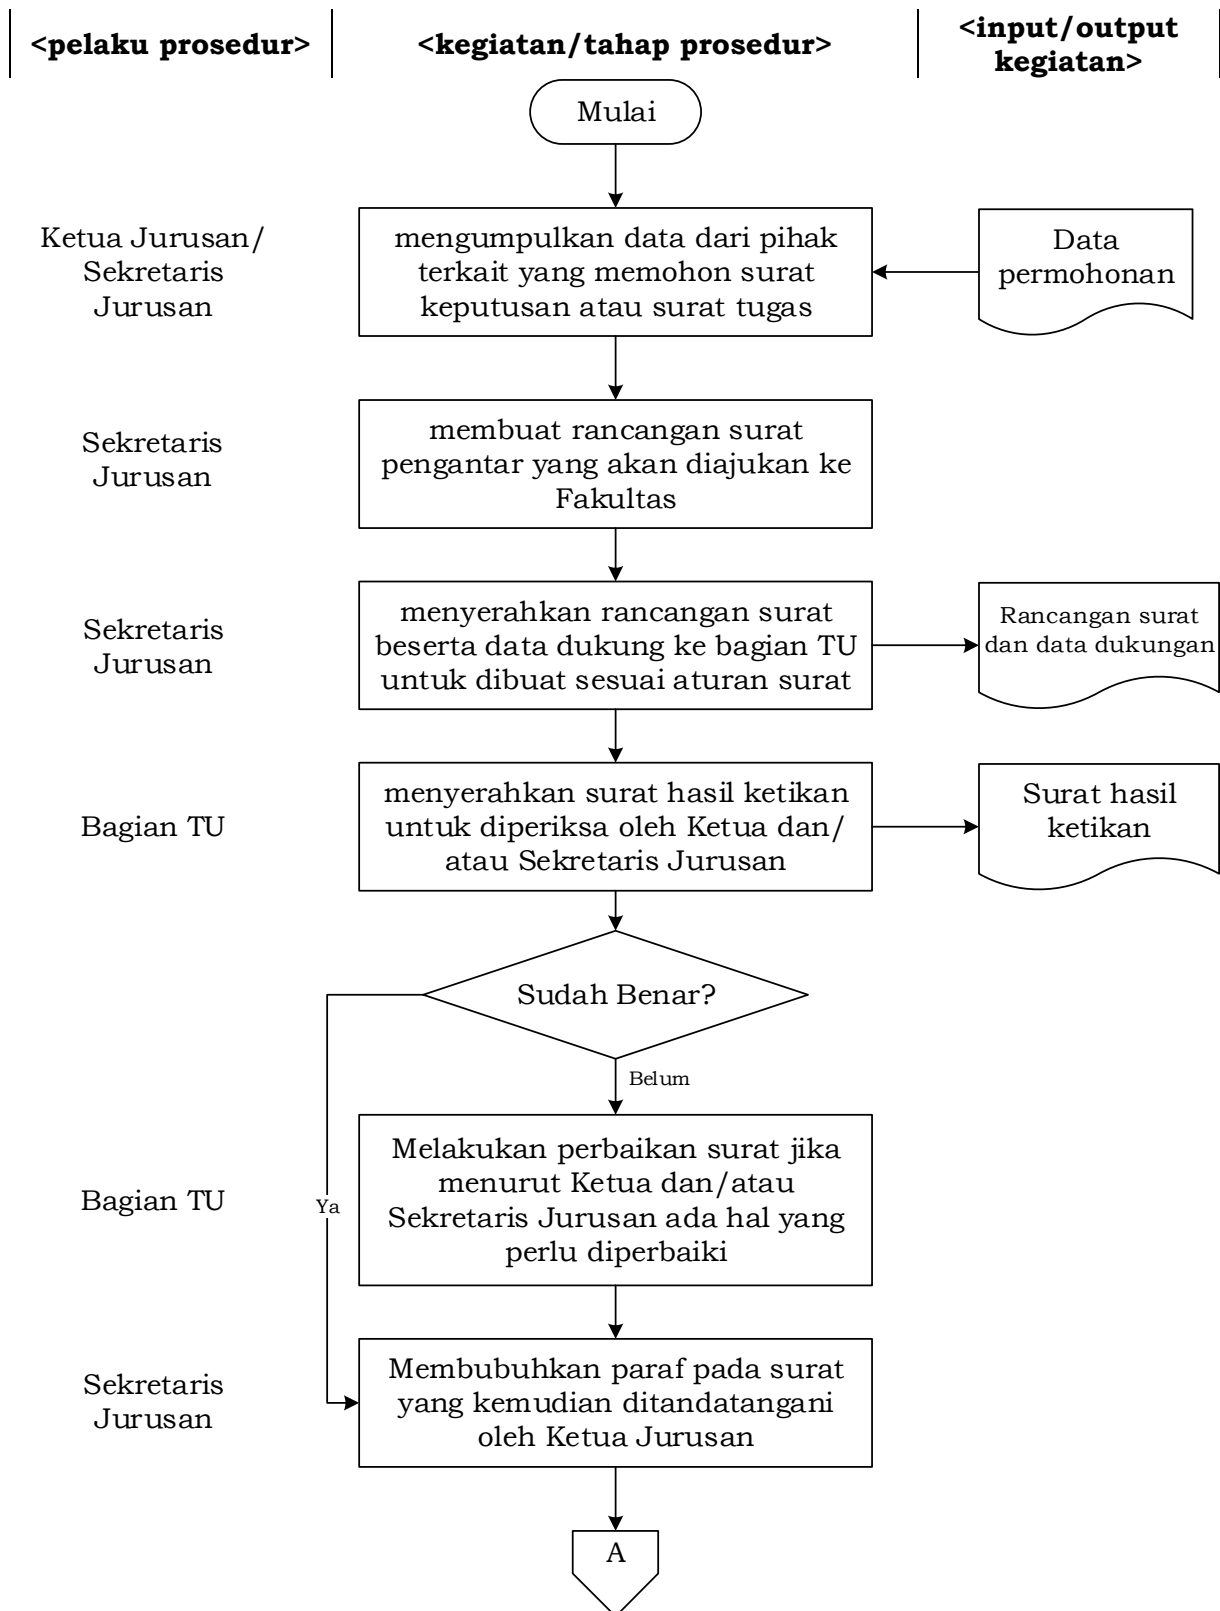 <pelaku prosedur>
<kegiatan/tahap prosedur>
<input/output
kegiatan>
Mulai
Ketua Jurusan/
Sekretaris
Jurusan
mengumpulkan data dari pihak
terkait yang memohon surat
keputusan atau surat tugas
Data
permohonan
Sekretaris
Jurusan
membuat rancangan surat
pengantar yang akan diajukan ke
Fakultas
Sekretaris
Jurusan
menyerahkan rancangan surat
beserta data dukung ke bagian TU
untuk dibuat sesuai aturan surat
Rancangan surat
dan data dukungan
Bagian TU
menyerahkan surat hasil ketikan
untuk diperiksa oleh Ketua dan/
atau Sekretaris Jurusan
Surat hasil
ketikan
Sudah Benar?
Belum
Bagian TU
Ya
Melakukan perbaikan surat jika
menurut Ketua dan/atau
Sekretaris Jurusan ada hal yang
perlu diperbaiki
Sekretaris
Jurusan
Membubuhkan paraf pada surat
yang kemudian ditandatangani
oleh Ketua Jurusan
A